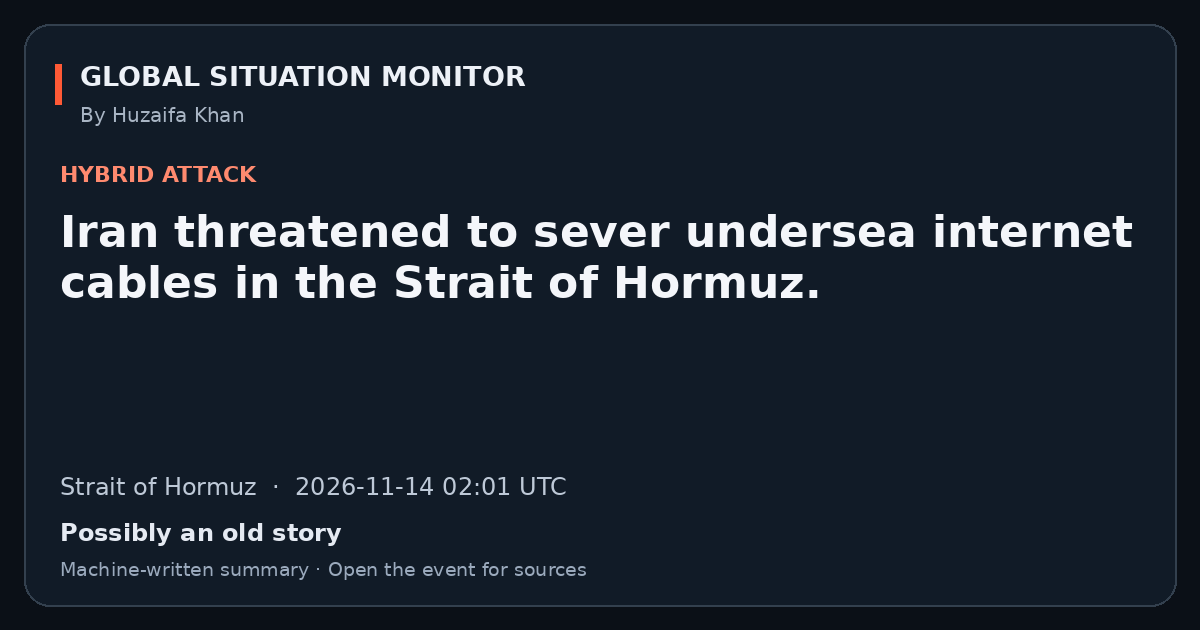 GLOBAL SITUATION MONITOR
By Huzaifa Khan
HYBRID ATTACK
Iran threatened to sever undersea internet
cables in the Strait of Hormuz.
Strait of Hormuz · 2026-11-14 02:01 UTC
Possibly an old story
Machine-written summary · Open the event for sources